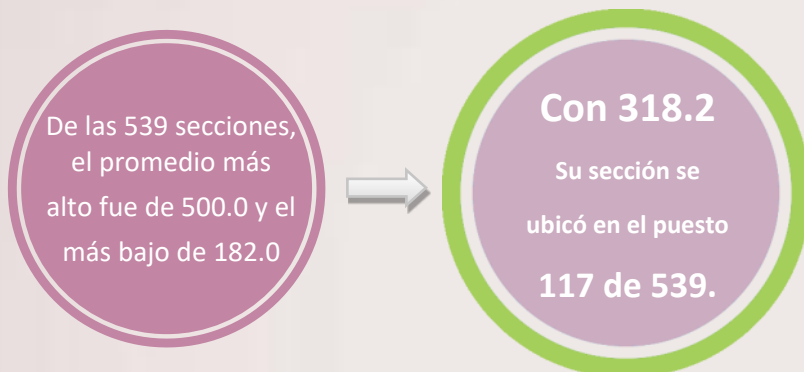 De las 539 secciones,
el promedio más
alto fue de 500.0 y el
más bajo de 182.0
Con 318.2
Su sección se
ubicó en el puesto
117 de 539.